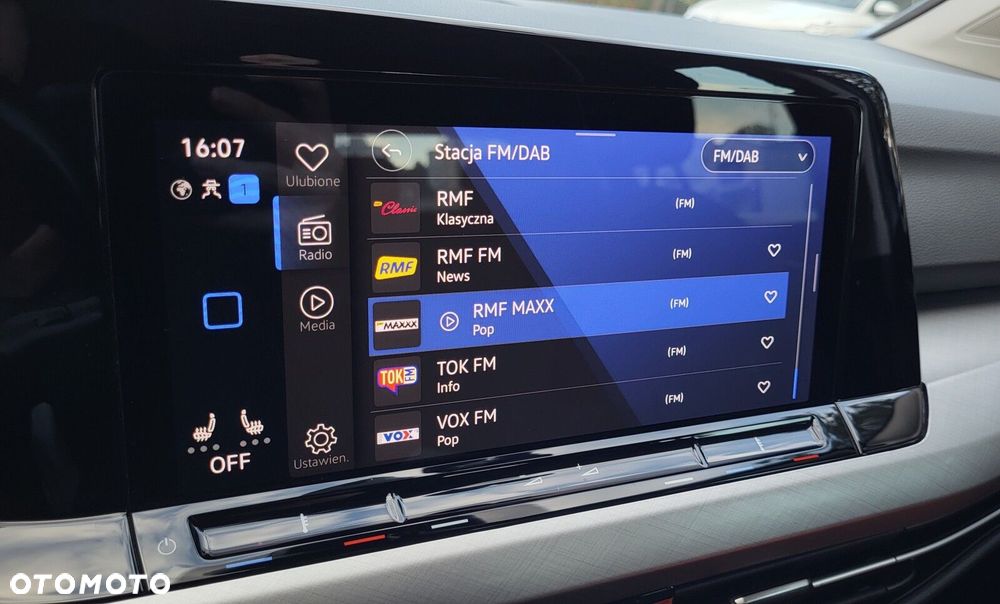 16:07
1
Ulubione
Radio
Media
Ustawien.
OFF
Stacja FM/DAB
FM/DAB
Classic
RMF
Klasyczna
(FM)
RMF
RMF FM
News
(FM)
MAXXX
RMF MAXX
Pop
(FM)
TOK FM
TOK FM
Info
(FM)
VOX
VOX FM
Pop
(FM)
OTOMOTO